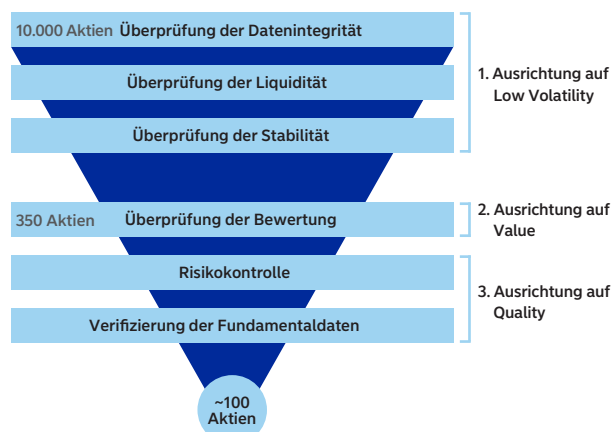 10.000 Aktien Überprüfung der Datenintegrität
Überprüfung der Liquidität
Überprüfung der Stabilität
1. Ausrichtung auf
Low Volatility
350 Aktien Überprüfung der Bewertung
2. Ausrichtung auf
Value
Risikokontrolle
Verifizierung der Fundamentaldaten
3. Ausrichtung auf
Quality
~100
Aktien